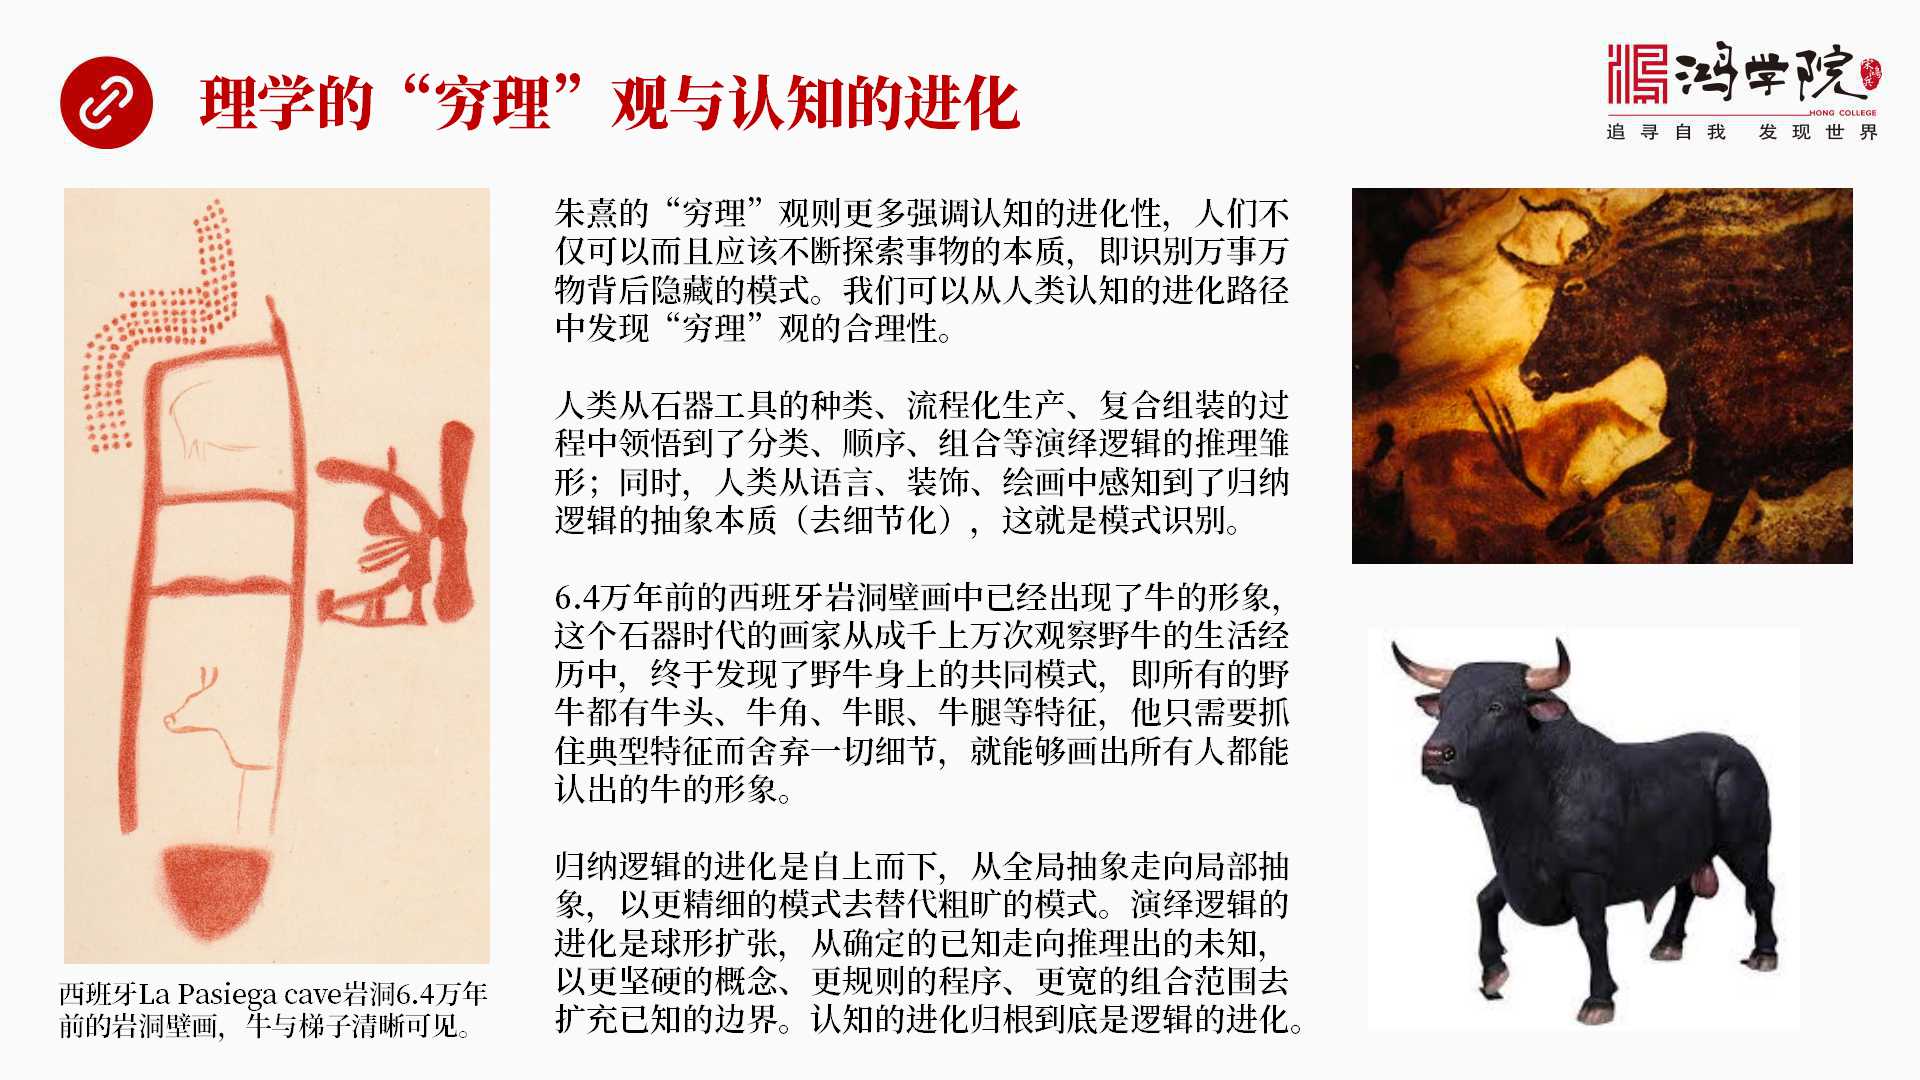 理学的“穷理”观与认知的进化
鸿学院
宋鸿兵
HONG COLLEGE
追寻自我 发现世界
朱熹的“穷理”观则更多强调认知的进化性，人们不
仅可以而且应该不断探索事物的本质，即识别万事万
物背后隐藏的模式。我们可以从人类认知的进化路径
中发现“穷理”观的合理性。
人类从石器工具的种类、流程化生产、复合组装的过
程中领悟到了分类、顺序、组合等演绎逻辑的推理雏
形；同时，人类从语言、装饰、绘画中感知到了归纳
逻辑的抽象本质（去细节化），这就是模式识别。
6.4万年前的西班牙岩洞壁画中已经出现了牛的形象，
这个石器时代的画家从成千上万次观察野牛的生活经
历中，终于发现了野牛身上的共同模式，即所有的野
牛都有牛头、牛角、牛眼、牛腿等特征，他只需要抓
住典型特征而舍弃一切细节，就能够画出所有人都能
认出的牛的形象。
归纳逻辑的进化是自上而下，从全局抽象走向局部抽
象，以更精细的模式去替代粗旷的模式。演绎逻辑的
进化是球形扩张，从确定的已知走向推理出的未知，
以更坚硬的概念、更规则的程序、更宽的组合范围去
扩充已知的边界。认知的进化归根到底是逻辑的进化。
西班牙La Pasiega cave岩洞6.4万年
前的岩洞壁画，牛与梯子清晰可见。